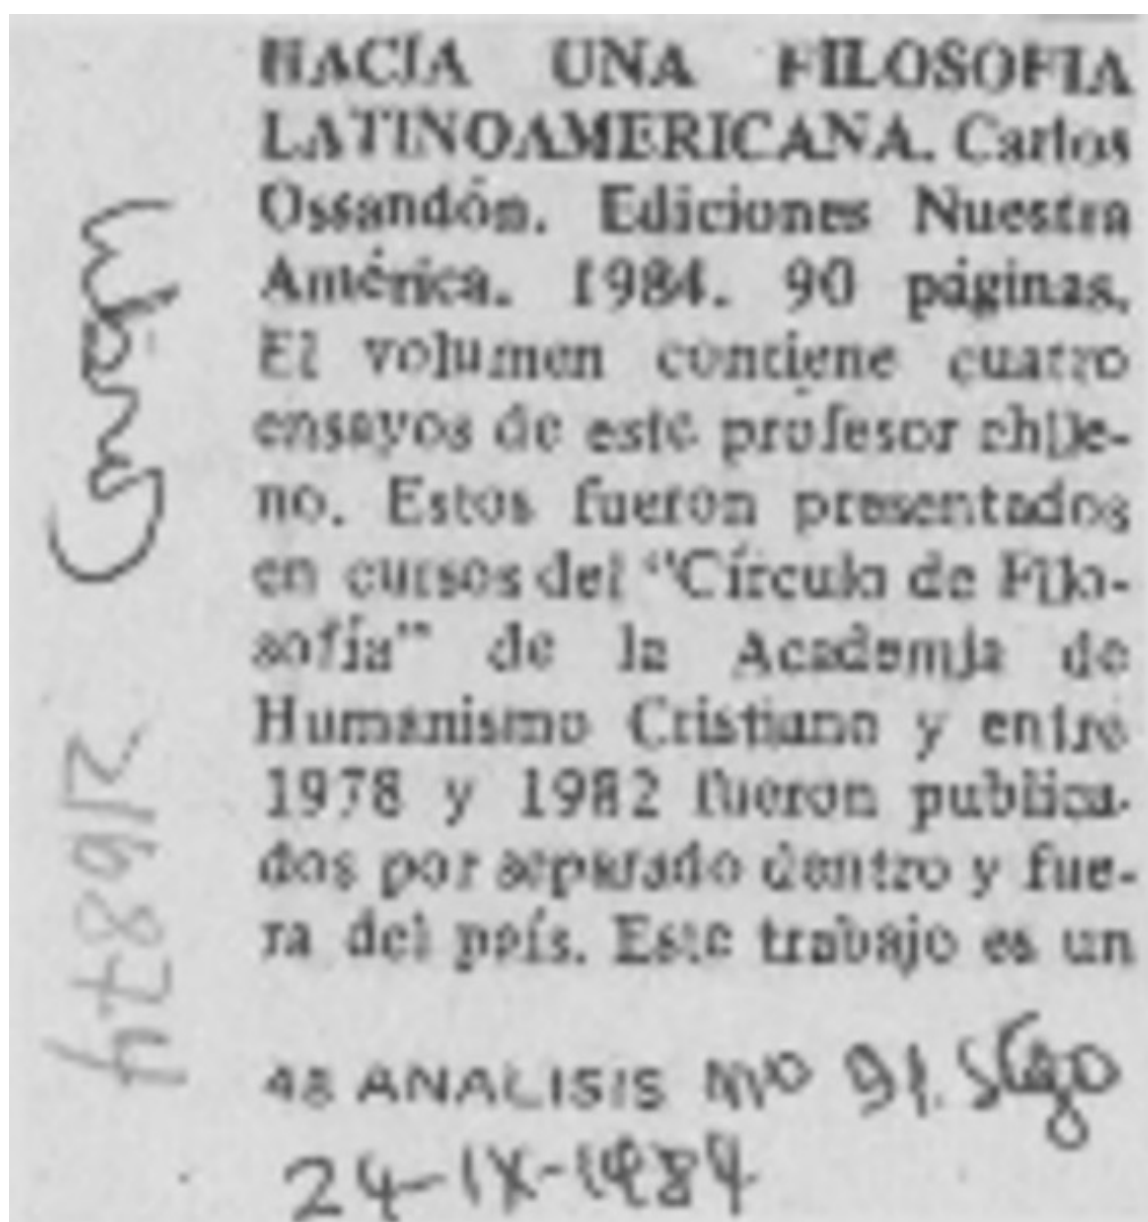 HACIA UNA FILOSOFIA
LATINOAMERICANA. Carlos
Ossandón. Ediciones Nuestra
América. 1984. 90 páginas.
El volumen contiene cuatro
ensayos de este profesor chile-
no. Estos fueron presentados
en cursos del "Círculo de Filo-
sofía" de la Academia de
Humanismo Cristiano y entre
1978 y 1982 fueron publica-
dos por separado dentro y fue-
ra del país. Este trabajo es un
48 ANALISIS Nº 91. Stgo
24-IX-1984